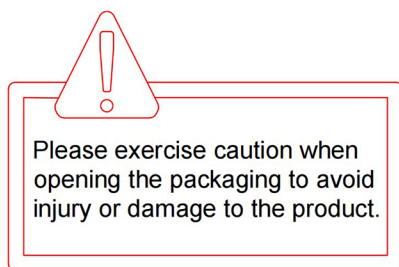 Please exercise caution when
opening the packaging to avoid
injury or damage to the product.